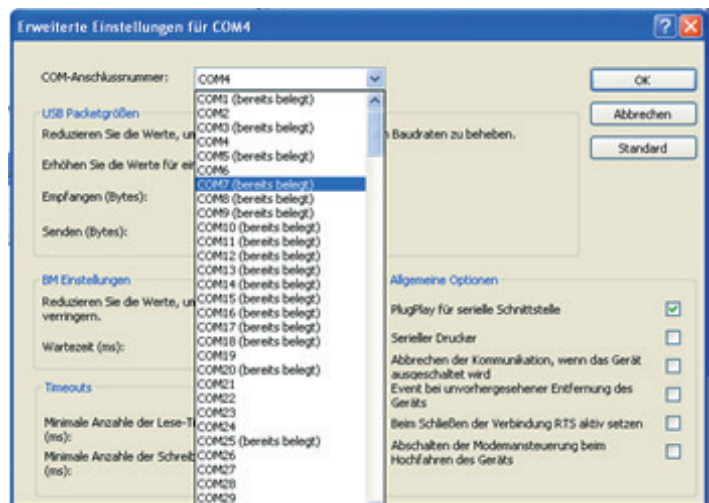 Erweiterte Einstellungen für COM4
COM-Anschlussnummer:
COM4
COM1 (bereits belegt)
COM2
COM3 (bereits belegt)
COM4
COM5 (bereits belegt)
COM6
COM7 (bereits belegt)
COM8 (bereits belegt)
COM9 (bereits belegt)
COM10 (bereits belegt)
COM11 (bereits belegt)
COM12 (bereits belegt)
COM13 (bereits belegt)
COM14 (bereits belegt)
COM15 (bereits belegt)
COM16 (bereits belegt)
COM17 (bereits belegt)
COM18 (bereits belegt)
COM19
COM20 (bereits belegt)
COM21
COM22
COM23
COM24
COM25 (bereits belegt)
COM26
COM27
COM28
COM29
OK
Abbrechen
Standard
USB Packetgrößen
Reduzieren Sie die Werte, un
n Baudraten zu beheben.
Erhöhen Sie die Werte für ein
Empfangen (Bytes):
Senden (Bytes):
BM Einstellungen
Reduzieren Sie die Werte, un
verringern.
Wartezeit (ms):
Timeouts
Minimale Anzahle der Lese-Ti
(ms):
Minimale Anzahle der Schreib
(ms):
Allgemeine Optionen
PlugPlay für serielle Schnittstelle
Serieller Drucker
Abbrechen der Kommunikation, wenn das Gerät
ausgeschaltet wird
Event bei unvorhergesehener Entfernung des
Geräts
Beim Schließen der Verbindung RTS aktiv setzen
Abschalten der Modemansteuerung beim
Hochfahren des Geräts